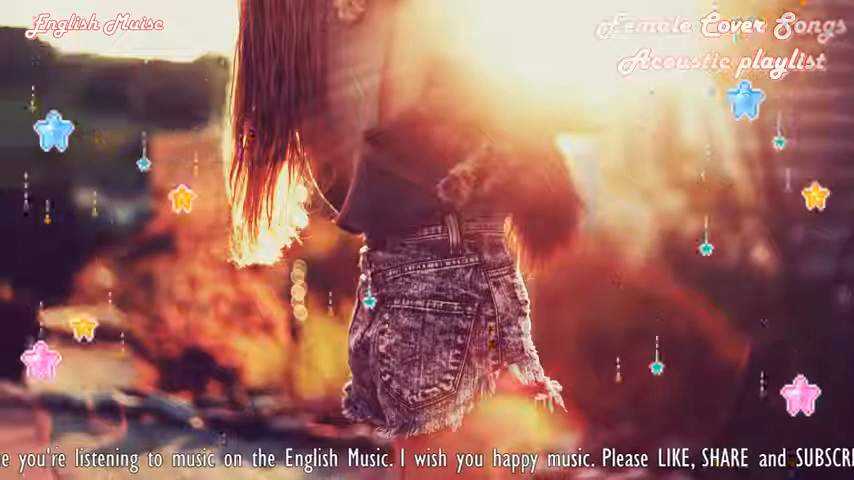 English Muisc
Female Cover Songs
Acoustic playlist
you're listening to music on the English Music. I wish you happy music. Please LIKE, SHARE and